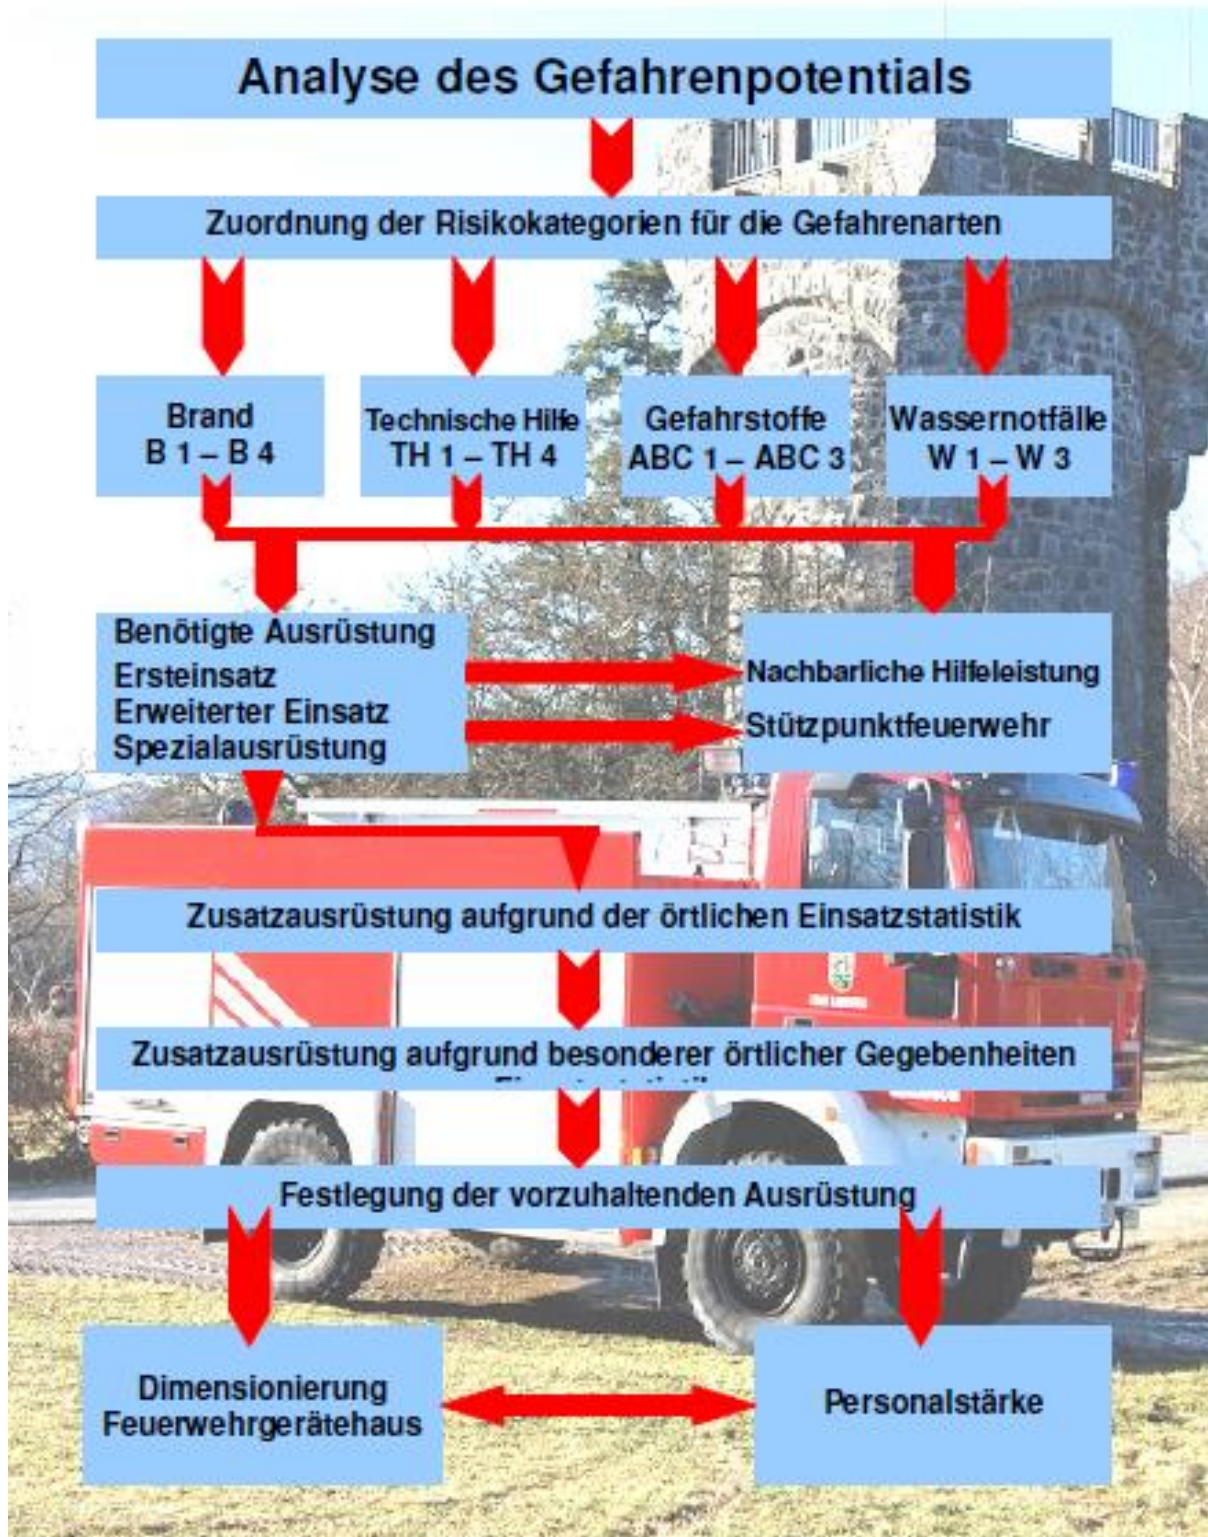 Analyse des Gefahrenpotentials
Zuordnung der Risikokategorien für die Gefahrenarten
Brand
B 1 – B 4
Technische Hilfe
TH 1 – TH 4
Gefahrstoffe
ABC 1 – ABC 3
Wassernotfälle
W 1 – W 3
Benötigte Ausrüstung
Ersteinsatz
Erweiterter Einsatz
Spezialausrüstung
Nachbarliche Hilfeleistung
Stützpunktfeuerwehr
Zusatzausrüstung aufgrund der örtlichen Einsatzstatistik
Zusatzausrüstung aufgrund besonderer örtlicher Gegebenheiten
Festlegung der vorzuhaltenden Ausrüstung
Dimensionierung
Feuerwehrgerätehaus
Personalstärke